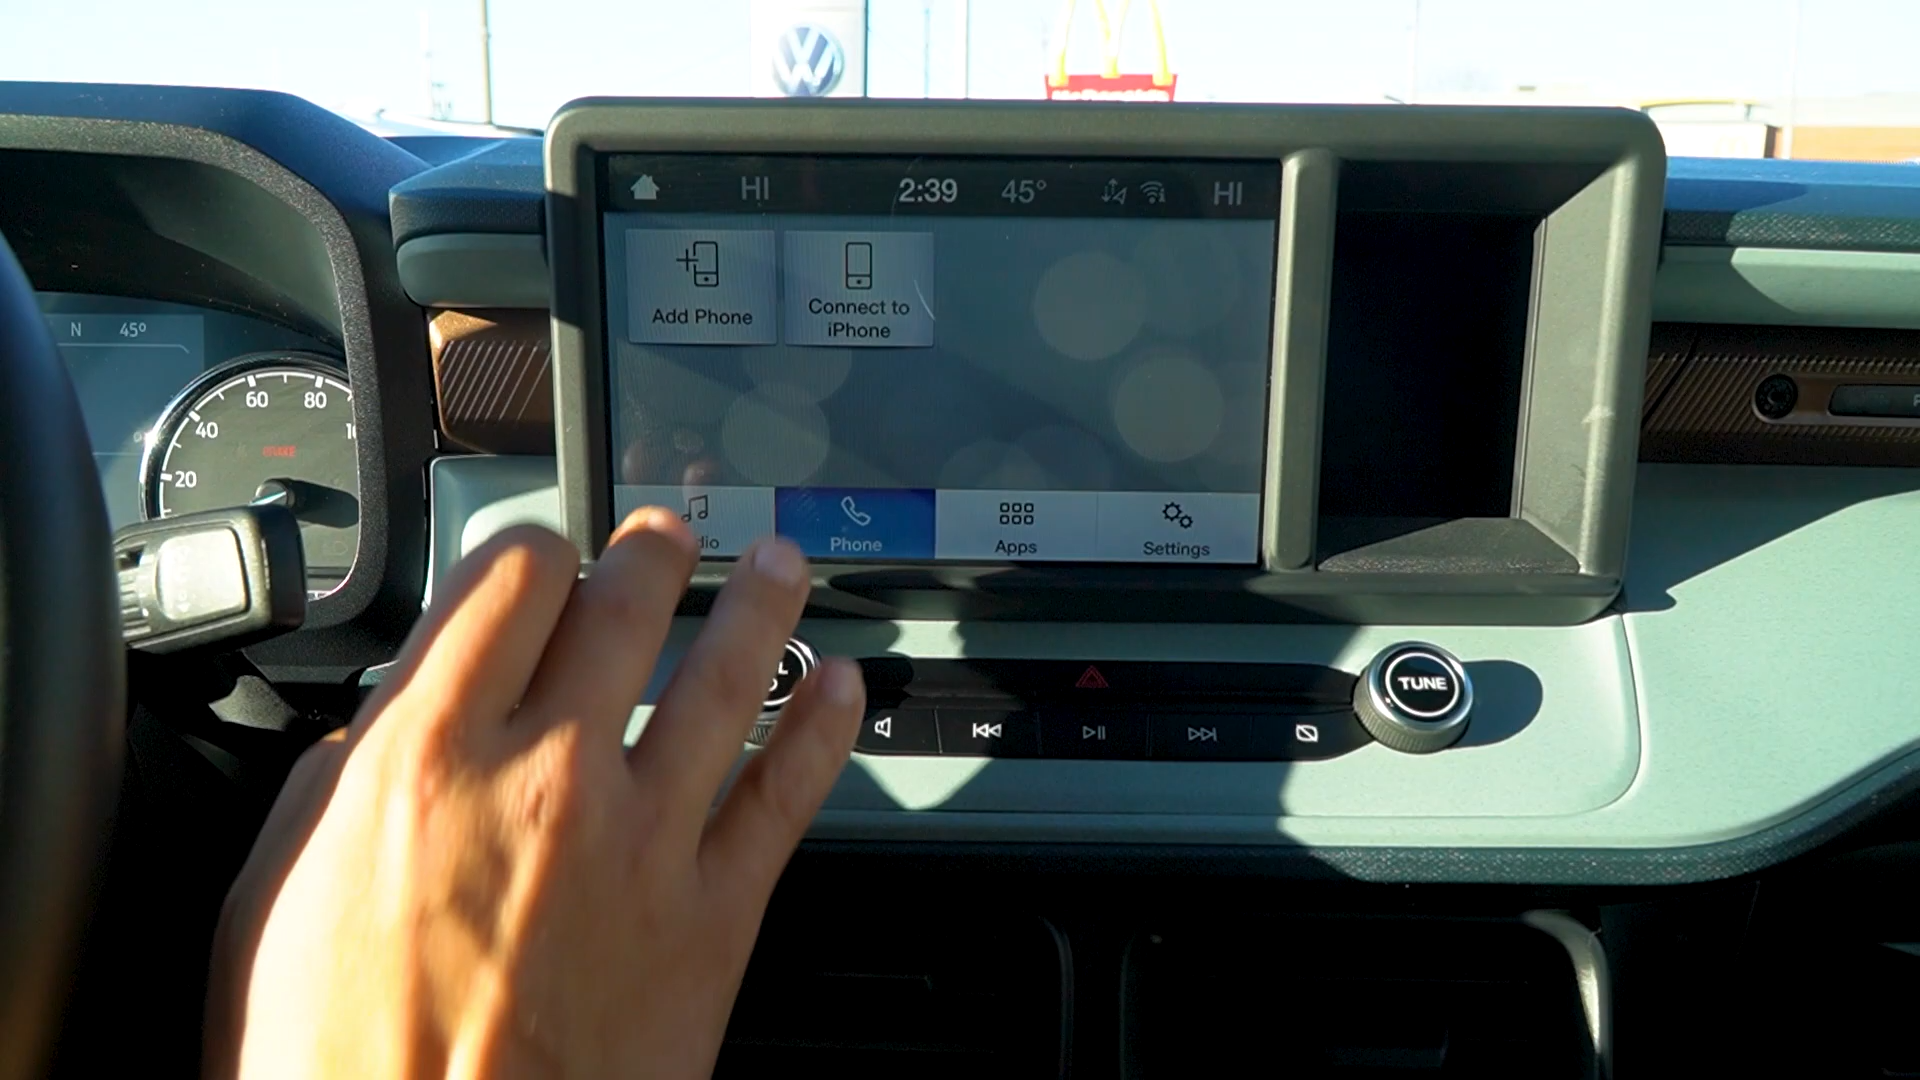 HI 2:39 45° HI
Add Phone
Connect to
iPhone
N 45°
60 80
40
20
dio
Phone
Apps
Settings
TUNE